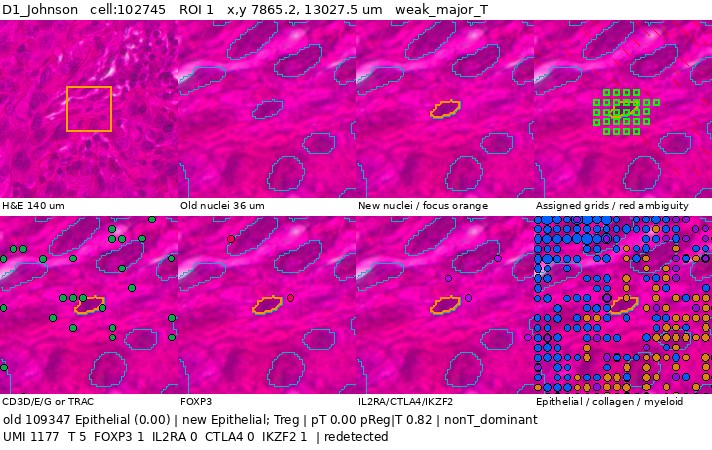 D1_Johnson cell:102745 ROI 1 x,y 7865.2, 13027.5 um weak_major_T
H&E 140 um
Old nuclei 36 um
New nuclei / focus orange
Assigned grids / red ambiguity
CD3D/E/G or TRAC
FOXP3
IL2RA/CTLA4/IKZF2
Epithelial / collagen / myeloid
old 109347 Epithelial (0.00) | new Epithelial; Treg | pT 0.00 pReg|T 0.82 | nonT_dominant
UMI 1177 T 5 FOXP3 1 IL2RA 0 CTLA4 0 IKZF2 1 | redetected